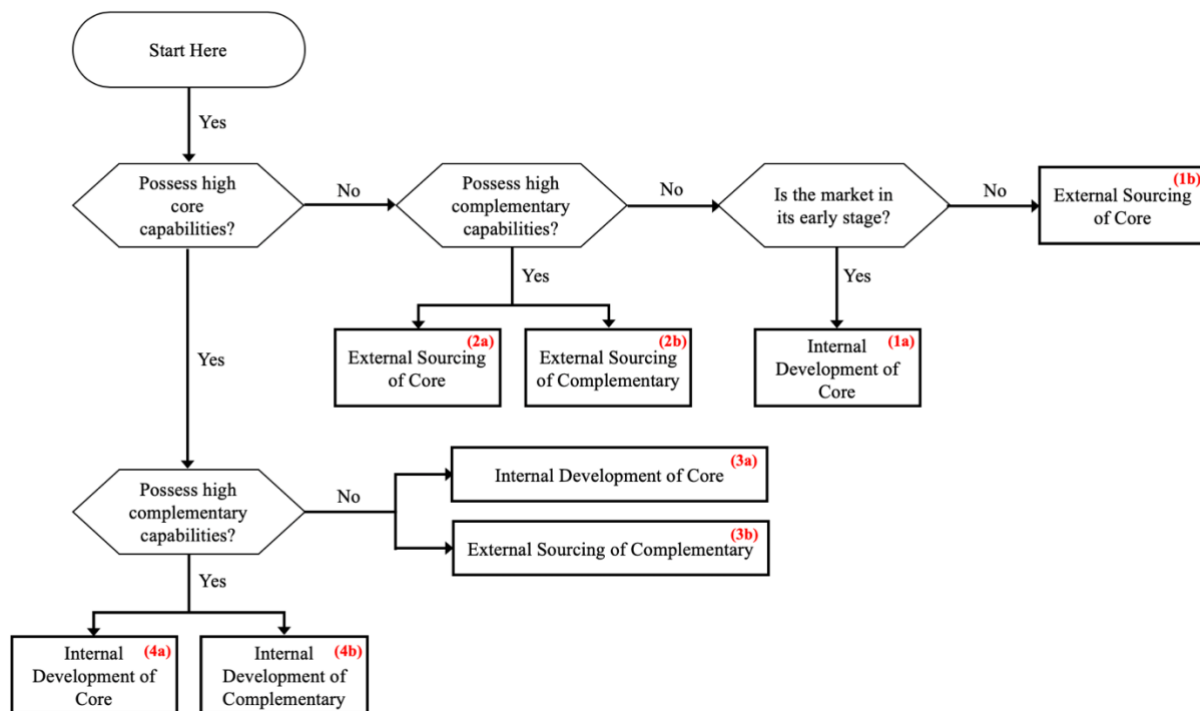 Start Here
Yes
Possess high
core
capabilities?
No
Possess high
complementary
capabilities?
No
Is the market in
its early stage?
No
(1b)
External Sourcing
of Core
Yes
Yes
(2a)
External Sourcing
of Core
(2b)
External Sourcing
of Complementary
Internal (1a)
Development of
Core
Yes
Possess high
complementary
capabilities?
No
(3a)
Internal Development of Core
(3b)
External Sourcing of Complementary
Yes
Internal (4a)
Development of
Core
Internal (4b)
Development of
Complementary